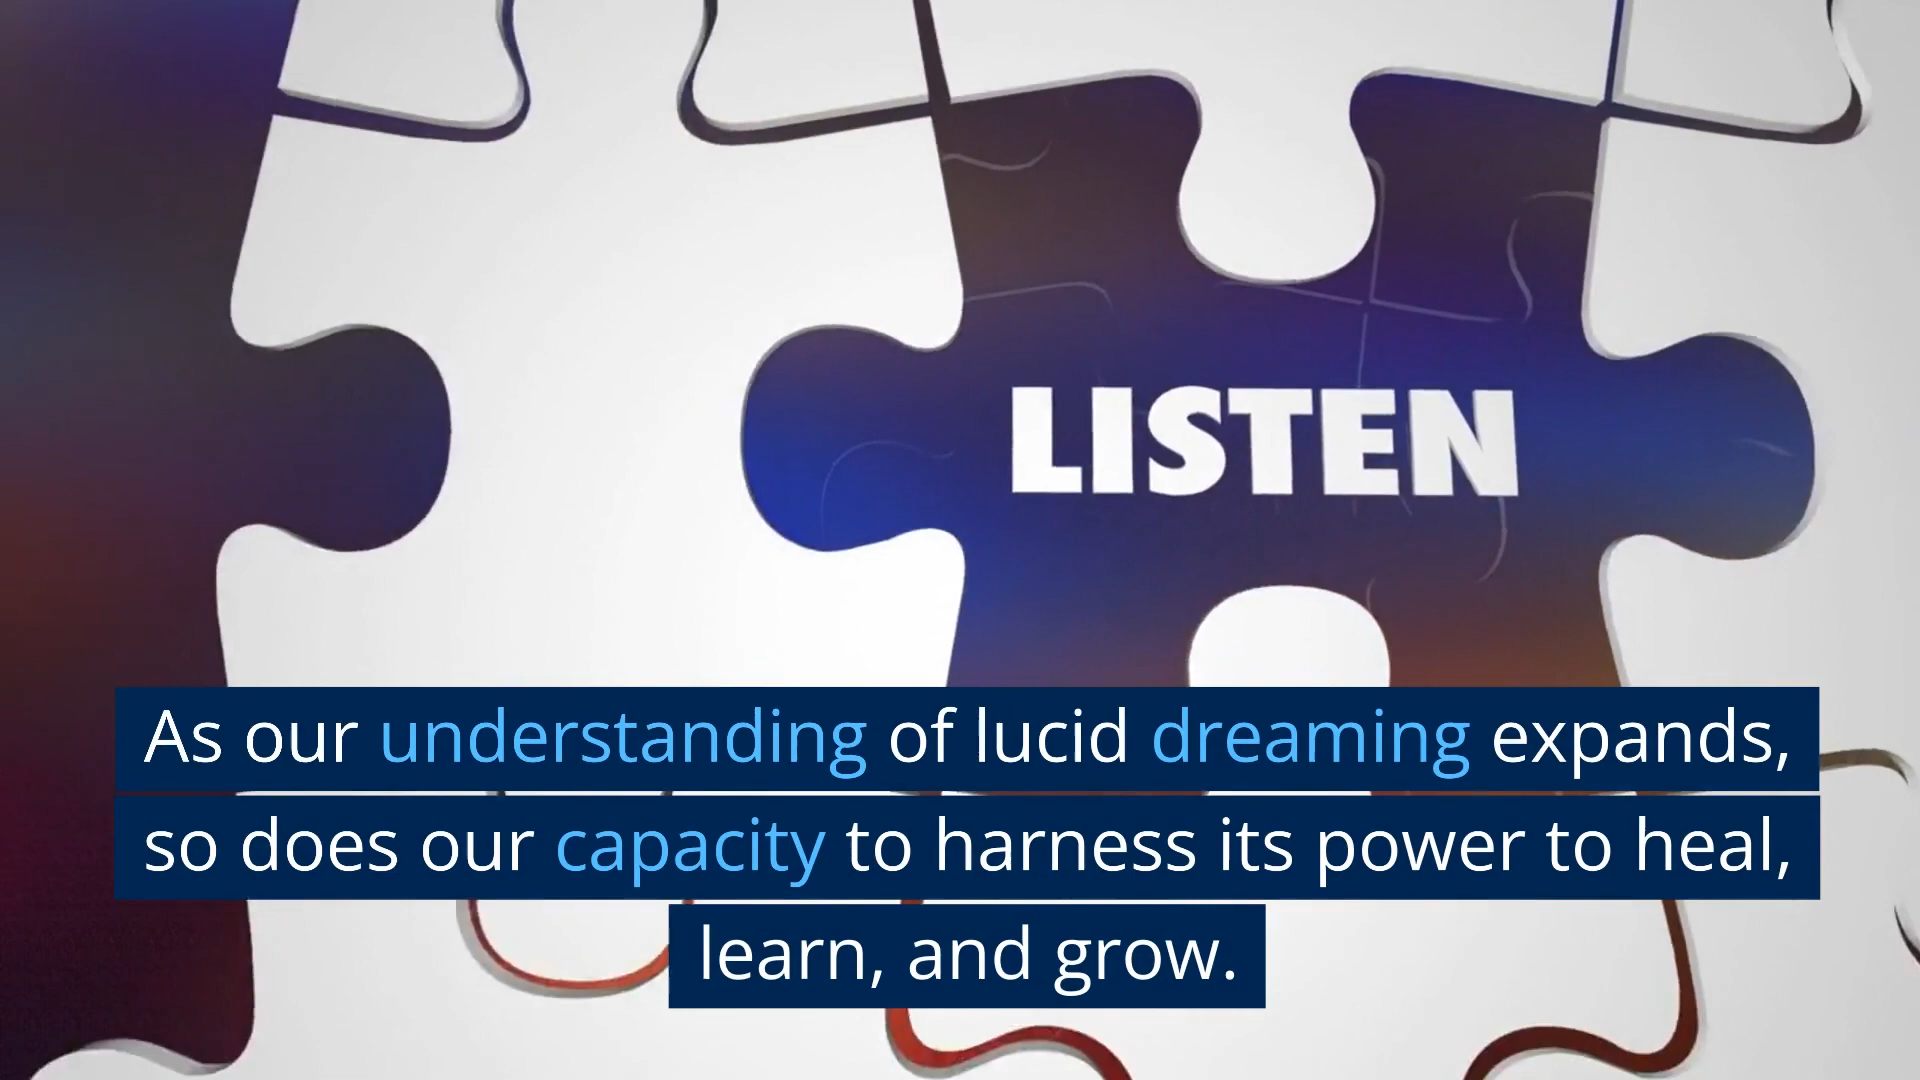 LISTEN
As our understanding of lucid dreaming expands,
so does our capacity to harness its power to heal,
learn, and grow.